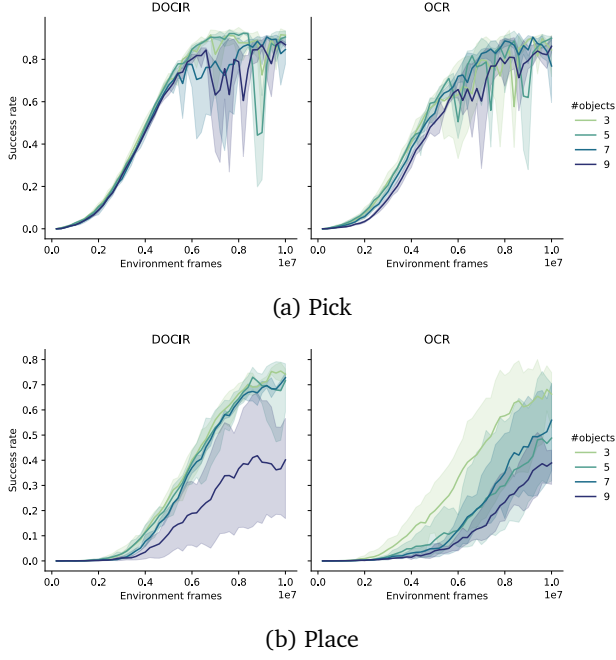 DOCIR
OCR
Success rate
0.8
0.6
0.4
0.2
0.0
0.0 0.2 0.4 0.6 0.8 1.0
1e7
Environment frames
0.0 0.2 0.4 0.6 0.8 1.0
1e7
Environment frames
#objects
3
5
7
9
(a) Pick
DOCIR
OCR
Success rate
0.8
0.7
0.6
0.5
0.4
0.3
0.2
0.1
0.0
0.0 0.2 0.4 0.6 0.8 1.0
1e7
Environment frames
0.0 0.2 0.4 0.6 0.8 1.0
1e7
Environment frames
#objects
3
5
7
9
(b) Place